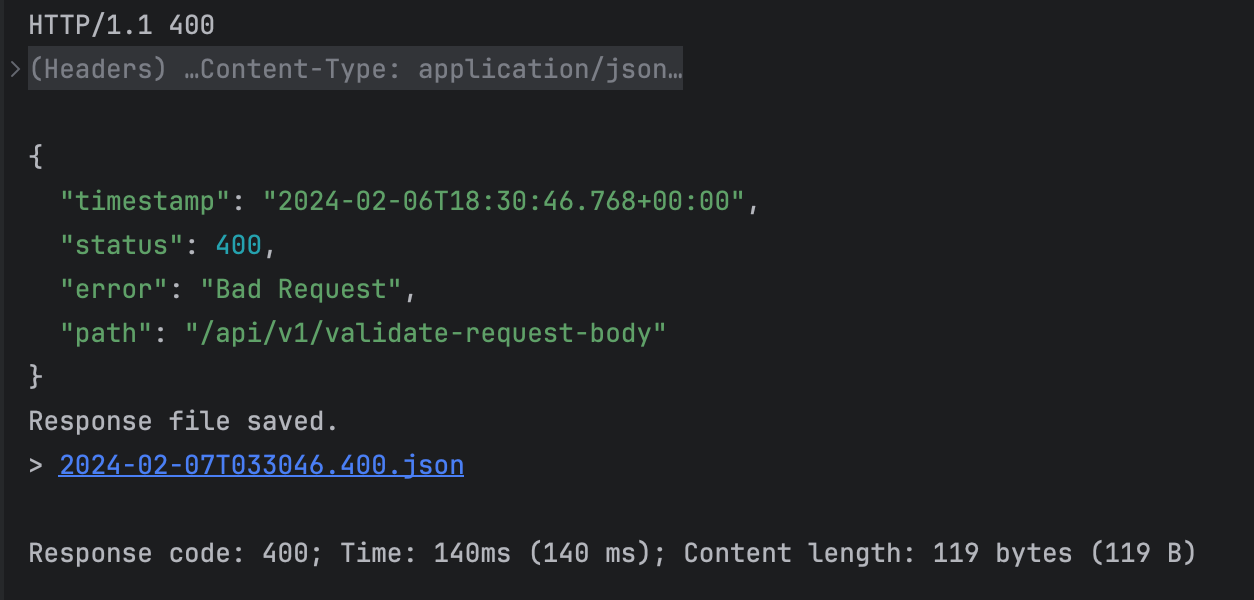 HTTP/1.1 400
(Headers) …Content-Type: application/json…
{
"timestamp": "2024-02-06T18:30:46.768+00:00",
"status": 400,
"error": "Bad Request",
"path": "/api/v1/validate-request-body"
}
Response file saved.
> 2024-02-07T033046.400.json
Response code: 400; Time: 140ms (140 ms); Content length: 119 bytes (119 B)